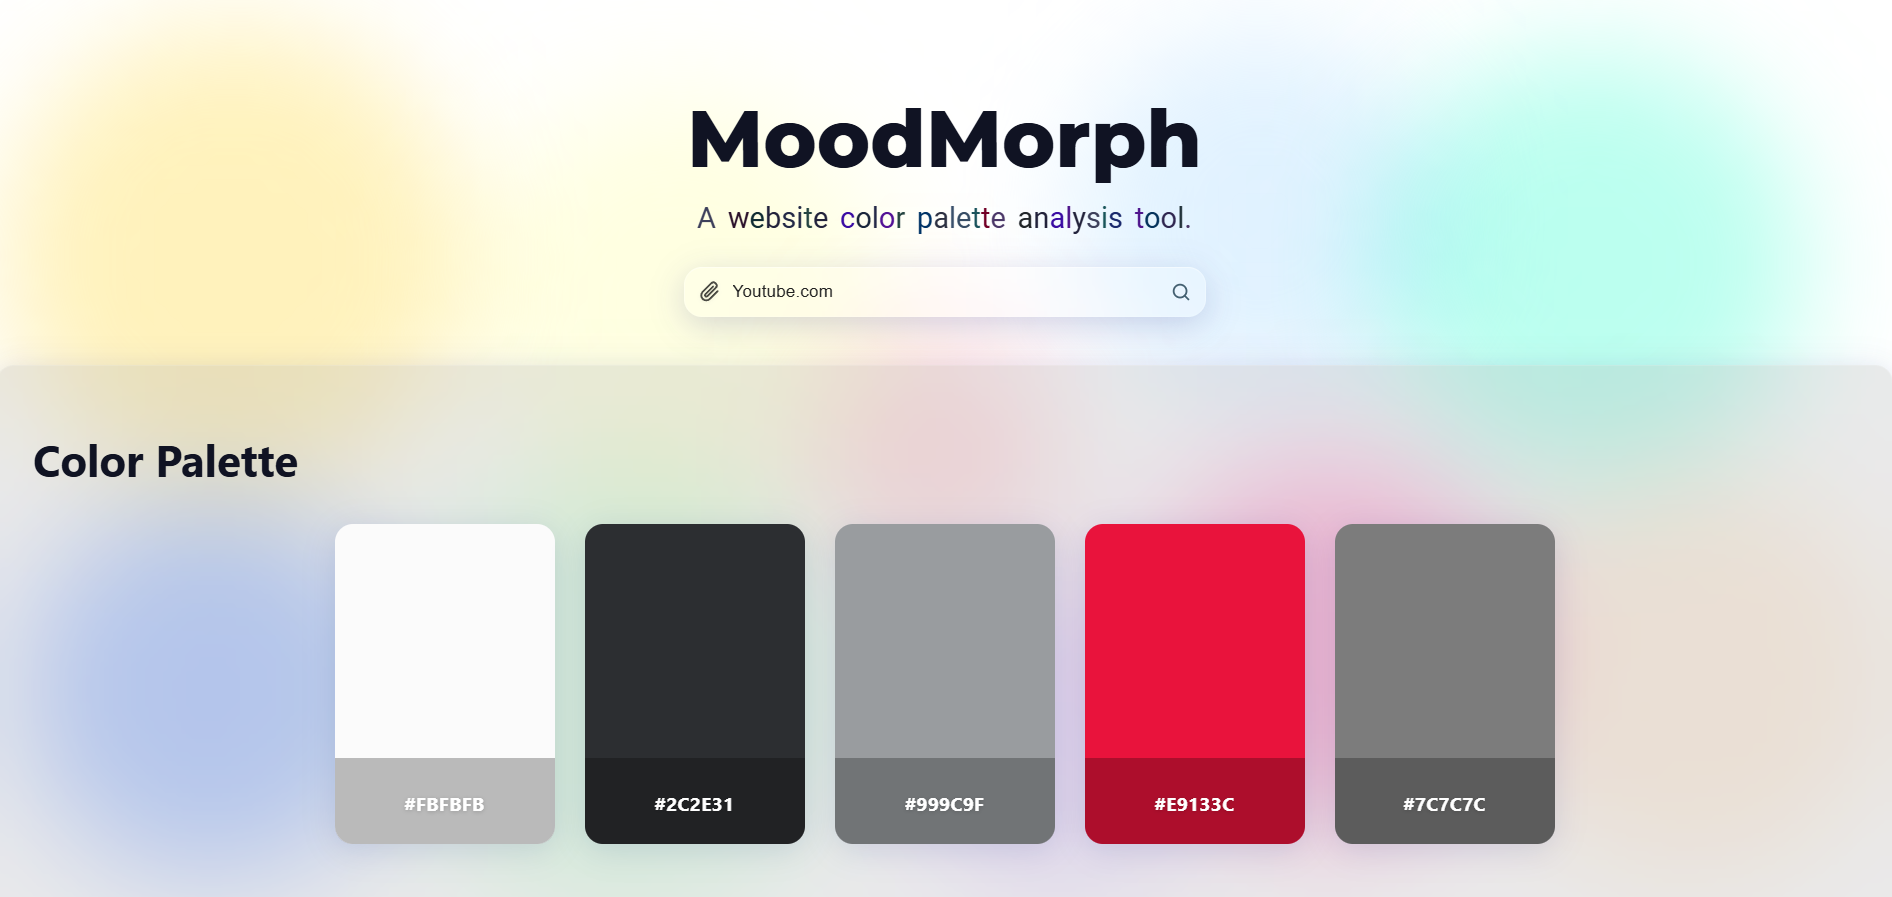 MoodMorph
A website color palette analysis tool.
Youtube.com
Color Palette
#FBFBFB #2C2E31 #999C9F #E9133C #7C7C7C